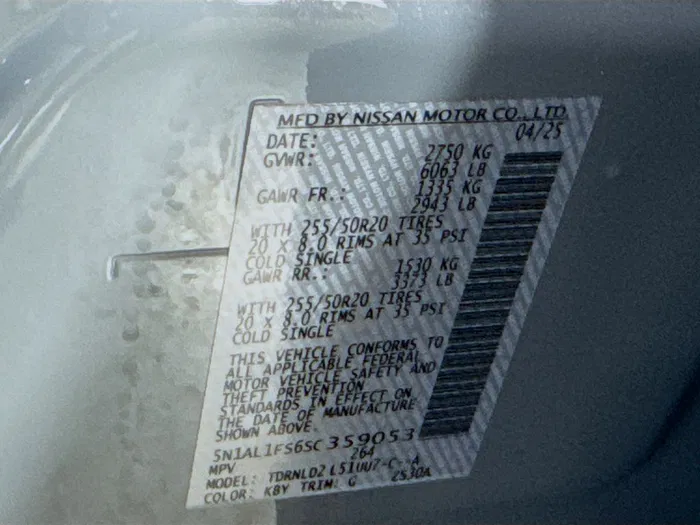 MFD BY NISSAN MOTOR CO., LTD.
DATE: 04/25
GVWR: 2750 KG
6063 LB
GAWR FR.: 1335 KG
2943 LB
WITH 255/50R20 TIRES
20 X 8.0 RIMS AT 35 PSI
COLD SINGLE
GAWR RR.: 1530 KG
3373 LB
WITH 255/50R20 TIRES
20 X 8.0 RIMS AT 35 PSI
COLD SINGLE
THIS VEHICLE CONFORMS TO
ALL APPLICABLE FEDERAL
MOTOR VEHICLE SAFETY AND
THEFT PREVENTION
STANDARDS IN EFFECT ON
THE DATE OF MANUFACTURE
SHOWN ABOVE.
5N1AL1FS6SC359053
MPV 264
MODEL:
COLOR: KBY TRIM: G 2530A